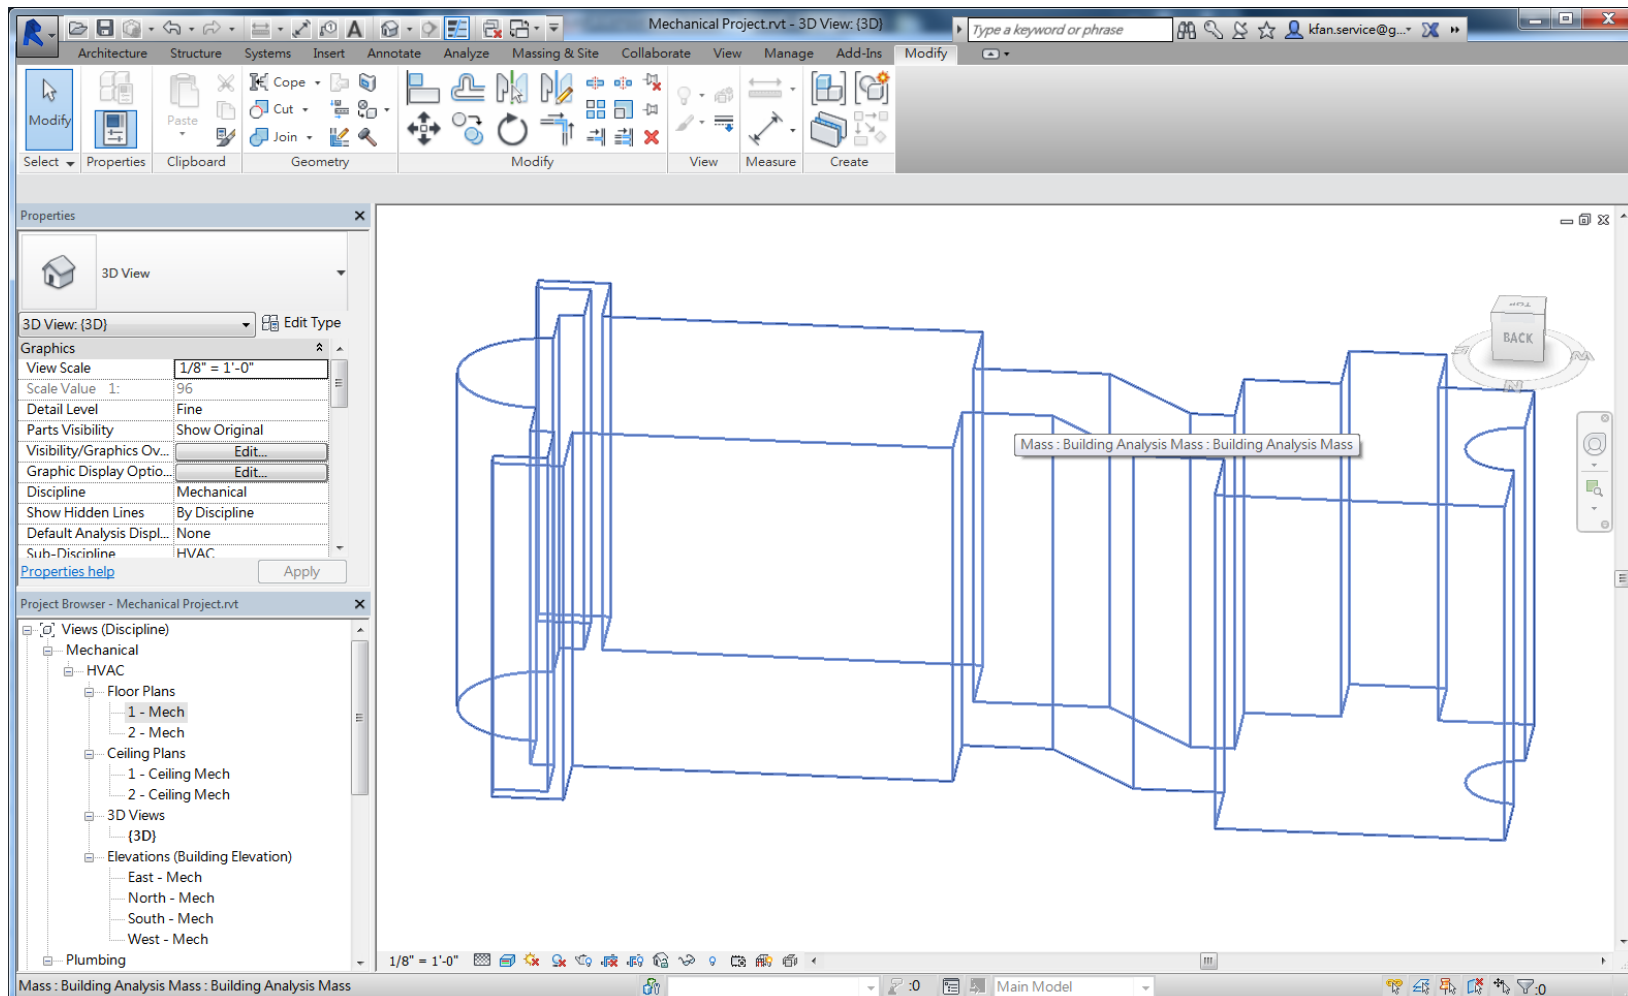 Mechanical Project.rvt - 3D View: {3D}
Type a keyword or phrase
kfan.service@g...
Architecture Structure Systems Insert Annotate Analyze Massing & Site Collaborate View Manage Add-Ins Modify
Modify
Paste
Cope
Cut
Join
Select Properties Clipboard Geometry Modify View Measure Create
Properties
3D View
3D View: {3D} Edit Type
Graphics
View Scale 1/8" = 1'-0"
Scale Value 1: 96
Detail Level Fine
Parts Visibility Show Original
Visibility/Graphics Ov... Edit...
Graphic Display Optio... Edit...
Discipline Mechanical
Show Hidden Lines By Discipline
Default Analysis Displ... None
Sub-Discipline HVAC
Properties help Apply
Project Browser - Mechanical Project.rvt
Views (Discipline)
Mechanical
HVAC
Floor Plans
1 - Mech
2 - Mech
Ceiling Plans
1 - Ceiling Mech
2 - Ceiling Mech
3D Views
{3D}
Elevations (Building Elevation)
East - Mech
North - Mech
South - Mech
West - Mech
Plumbing
TOP
BACK
N
Mass : Building Analysis Mass : Building Analysis Mass
1/8" = 1'-0"
Mass : Building Analysis Mass : Building Analysis Mass
:0
Main Model
:0